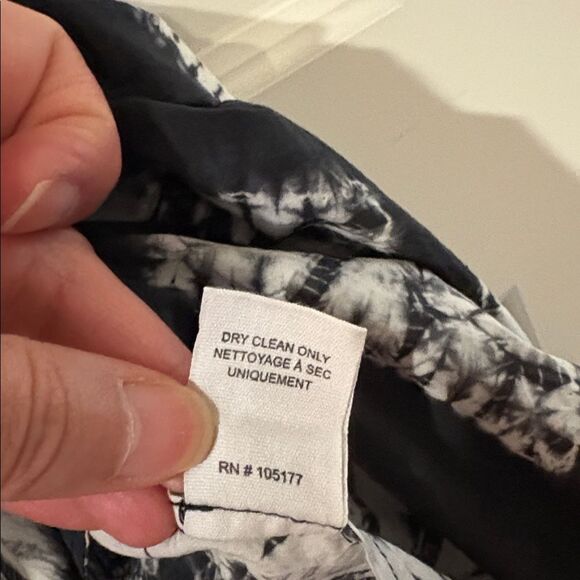 DRY CLEAN ONLY
NETTOYAGE À SEC
UNIQUEMENT
RN # 105177